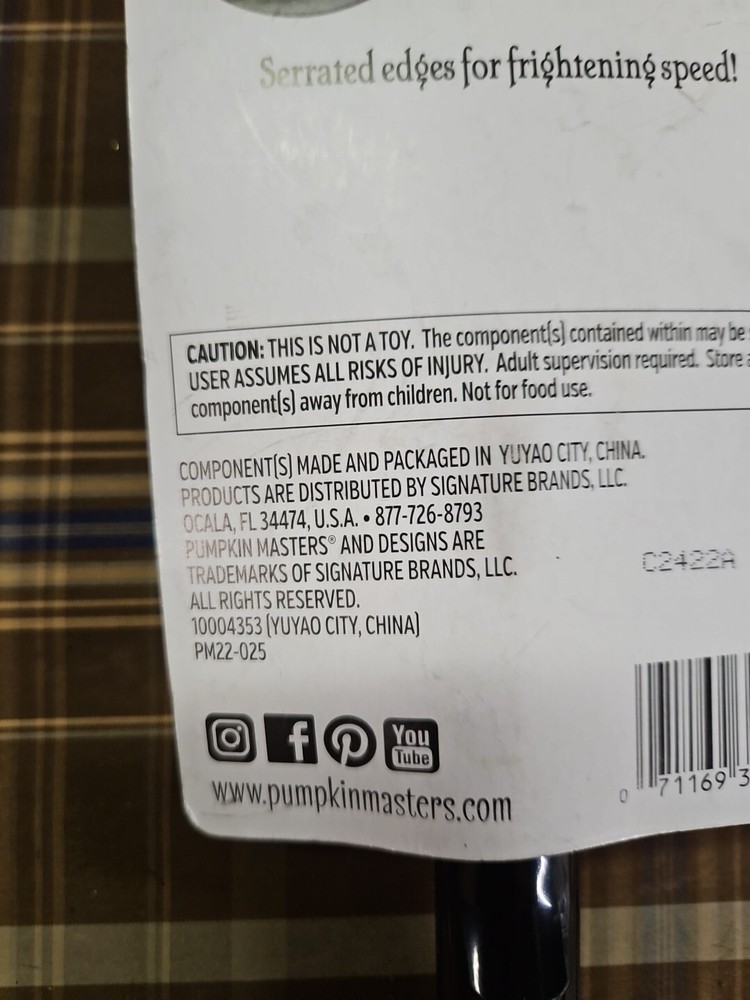 Serrated edges for frightening speed!
CAUTION: THIS IS NOT A TOY. The component(s) contained within may be
USER ASSUMES ALL RISKS OF INJURY. Adult supervision required. Store
component(s) away from children. Not for food use.
COMPONENT(S) MADE AND PACKAGED IN YUYAO CITY, CHINA.
PRODUCTS ARE DISTRIBUTED BY SIGNATURE BRANDS, LLC.
OCALA, FL 34474, U.S.A. • 877-726-8793
PUMPKIN MASTERS® AND DESIGNS ARE
TRADEMARKS OF SIGNATURE BRANDS, LLC.
ALL RIGHTS RESERVED.
10004353 (YUYAO CITY, CHINA)
PM22-025
C2422A
You
Tube
www.pumpkinmasters.com
0 71169 3